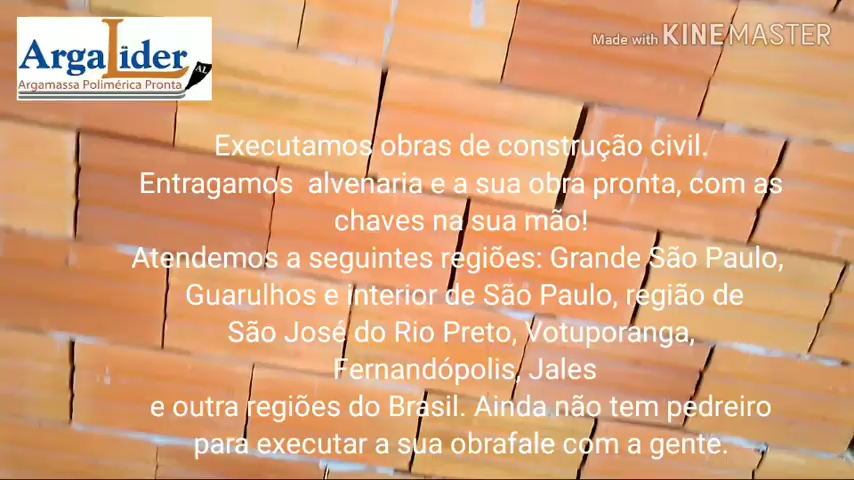 Arga Lider
AL
Argamassa Polimérica Pronta
Made with KINEMASTER
Executamos obras de construção civil.
Entragamos alvenaria e a sua obra pronta, com as
chaves na sua mão!
Atendemos a seguintes regiões: Grande São Paulo,
Guarulhos e interior de São Paulo, região de
São José do Rio Preto, Votuporanga,
Fernandópolis, Jales
e outra regiões do Brasil. Ainda não tem pedreiro
para executar a sua obrafale com a gente.